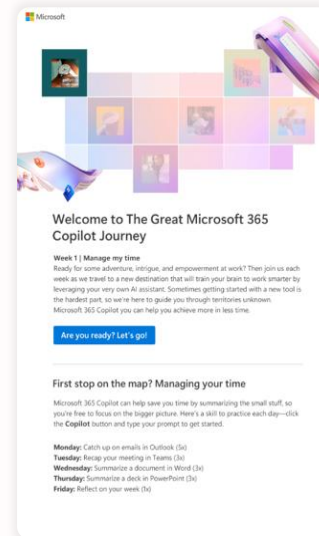 Microsoft
Welcome to The Great Microsoft 365
Copilot Journey
Week 1 | Manage my time
Ready for some adventure, intrigue, and empowerment at work? Then join us each
week as we travel to a new destination that will train your brain to work smarter by
leveraging your very own AI assistant. Sometimes getting started with a new tool is
the hardest part, so we're here to guide you through territories unknown.
Microsoft 365 Copilot you can help you achieve more in less time.
Are you ready? Let's go!
First stop on the map? Managing your time
Microsoft 365 Copilot can help save you time by summarizing the small stuff, so
you're free to focus on the bigger picture. Here's a skill to practice each day—click
the Copilot button and type your prompt to get started.
Monday: Catch up on emails in Outlook (5x)
Tuesday: Recap your meeting in Teams (3x)
Wednesday: Summarize a document in Word (3x)
Thursday: Summarize a deck in PowerPoint (3x)
Friday: Reflect on your week (1x)